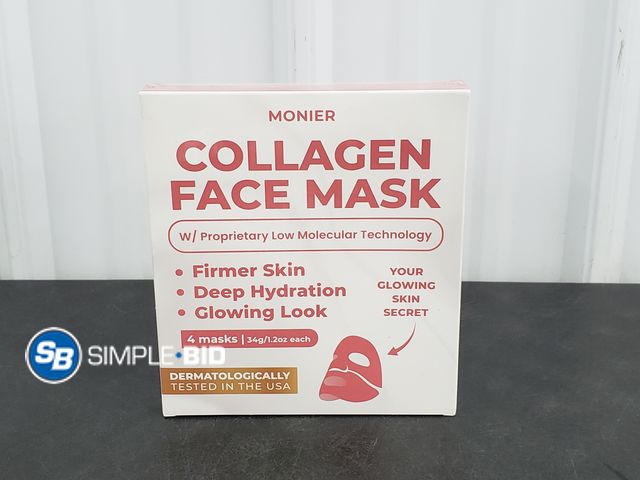 MONIER
COLLAGEN
FACE MASK
W/ Proprietary Low Molecular Technology
• Firmer Skin
• Deep Hydration
• Glowing Look
YOUR
GLOWING
SKIN
SECRET
4 masks | 34g/1.2oz each
SB SIMPLE•BID
DERMATOLOGICALLY
TESTED IN THE USA